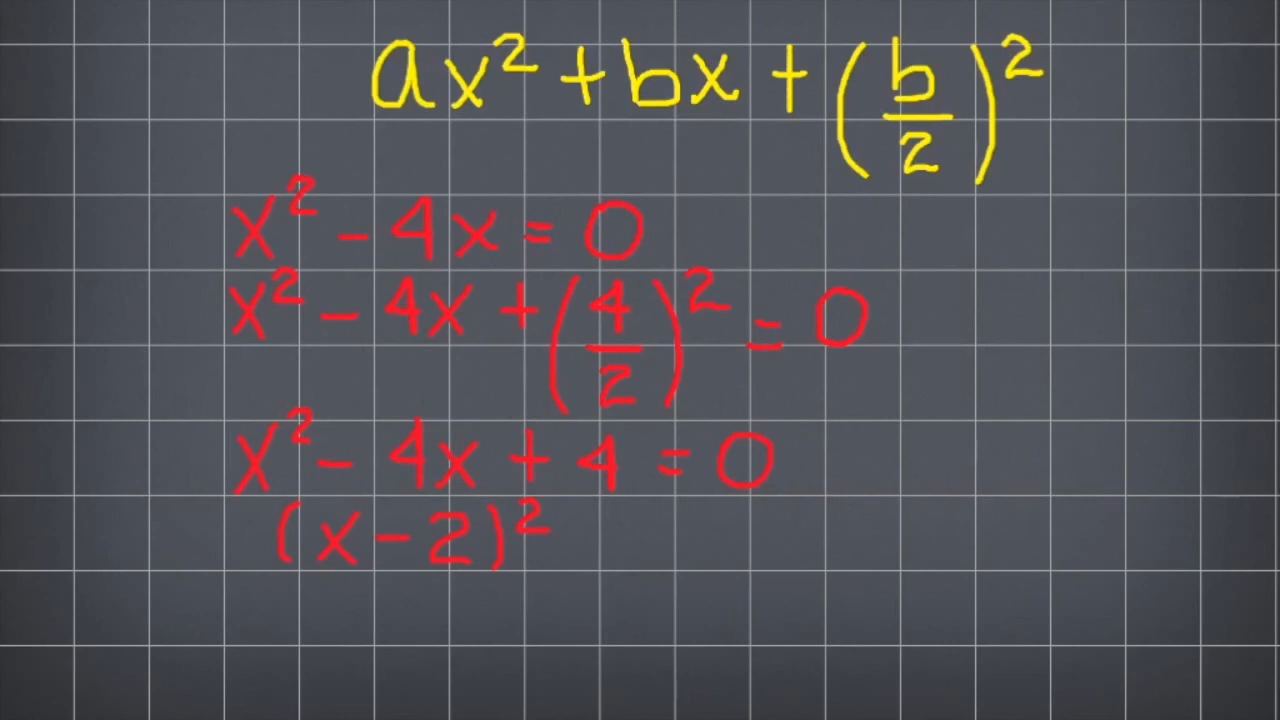 ax² + bx + (b/2)²
x² - 4x = 0
x² - 4x + (4/2)² = 0
x² - 4x + 4 = 0
(x - 2)²